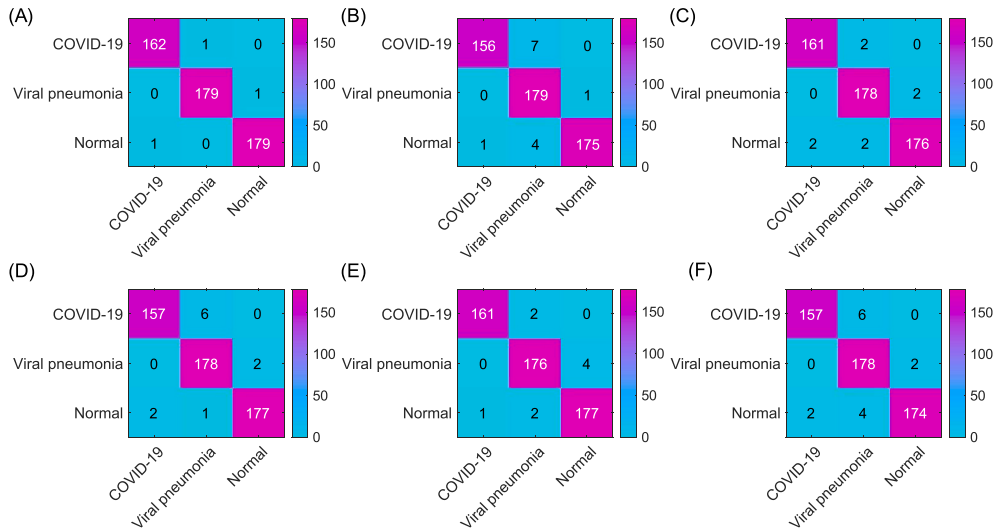 (A)
COVID-19 162 1 0
Viral pneumonia 0 179 1
Normal 1 0 179
150
100
50
0
COVID-19
Viral pneumonia
Normal
(B)
COVID-19 156 7 0
Viral pneumonia 0 179 1
Normal 1 4 175
150
100
50
0
COVID-19
Viral pneumonia
Normal
(C)
COVID-19 161 2 0
Viral pneumonia 0 178 2
Normal 2 2 176
150
100
50
0
COVID-19
Viral pneumonia
Normal
(D)
COVID-19 157 6 0
Viral pneumonia 0 178 2
Normal 2 1 177
150
100
50
0
COVID-19
Viral pneumonia
Normal
(E)
COVID-19 161 2 0
Viral pneumonia 0 176 4
Normal 1 2 177
150
100
50
0
COVID-19
Viral pneumonia
Normal
(F)
COVID-19 157 6 0
Viral pneumonia 0 178 2
Normal 2 4 174
150
100
50
0
COVID-19
Viral pneumonia
Normal